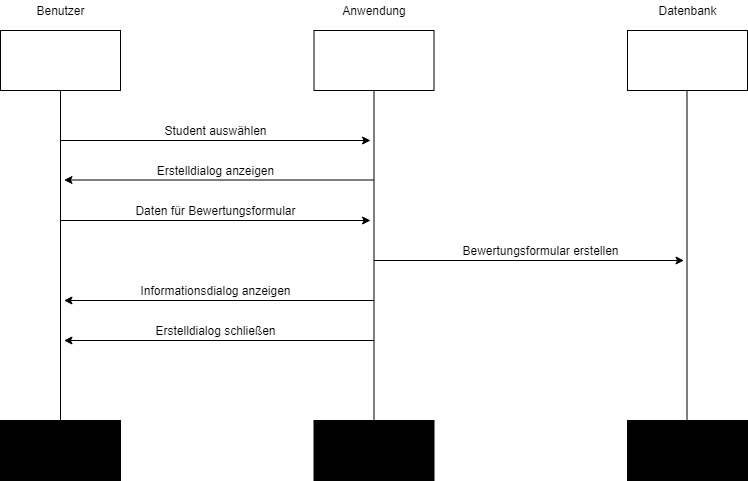 Benutzer
Anwendung
Datenbank
Student auswählen
Erstelldialog anzeigen
Daten für Bewertungsformular
Bewertungsformular erstellen
Informationsdialog anzeigen
Erstelldialog schließen